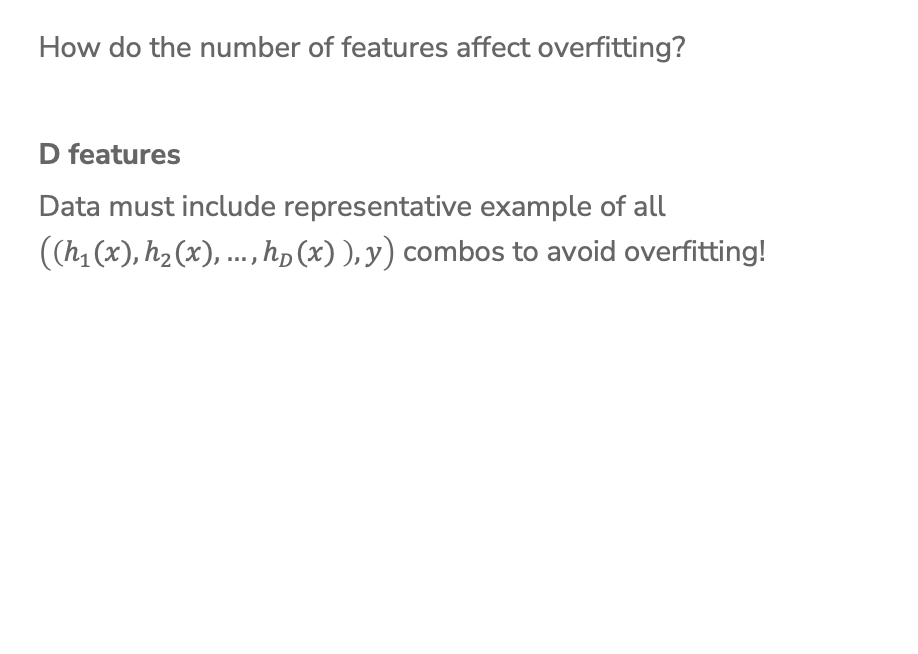 How do the number of features affect overfitting?
D features
Data must include representative example of all
((ℎ₁(𝑥), ℎ₂(𝑥), … , ℎ_D(𝑥) ), 𝑦) combos to avoid overfitting!